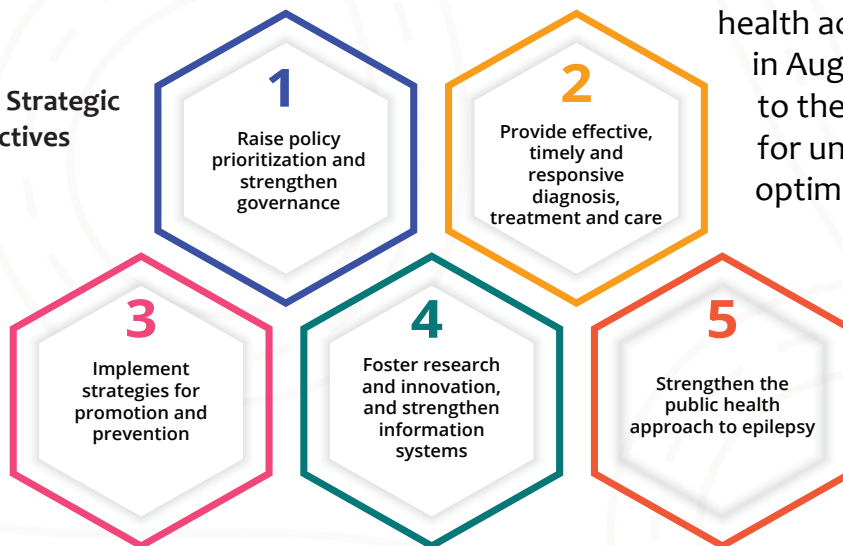 Strategic
ctives
1
Raise policy
prioritization and
strengthen
governance
2
Provide effective,
timely and
responsive
diagnosis,
treatment and care
health ac
in Aug
to the
for un
optim
3
Implement
strategies for
promotion and
prevention
4
Foster research
and innovation,
and strengthen
information
systems
5
Strengthen the
public health
approach to epilepsy